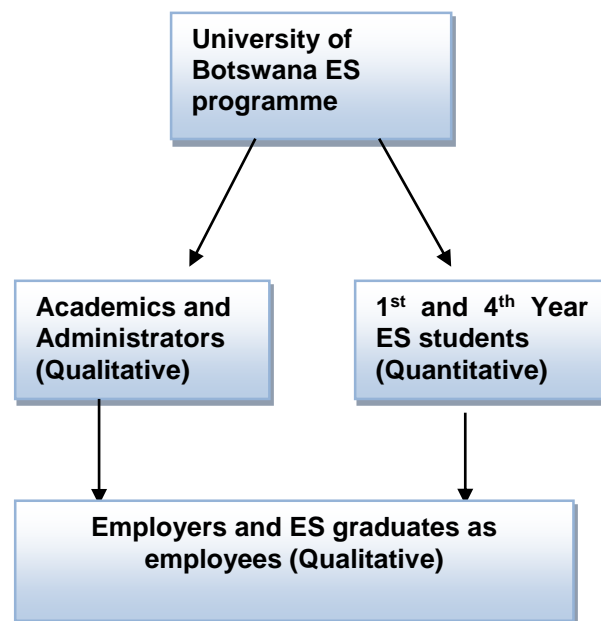 University of
Botswana ES
programme
Academics and
Administrators
(Qualitative)
1st and 4th Year
ES students
(Quantitative)
Employers and ES graduates as
employees (Qualitative)